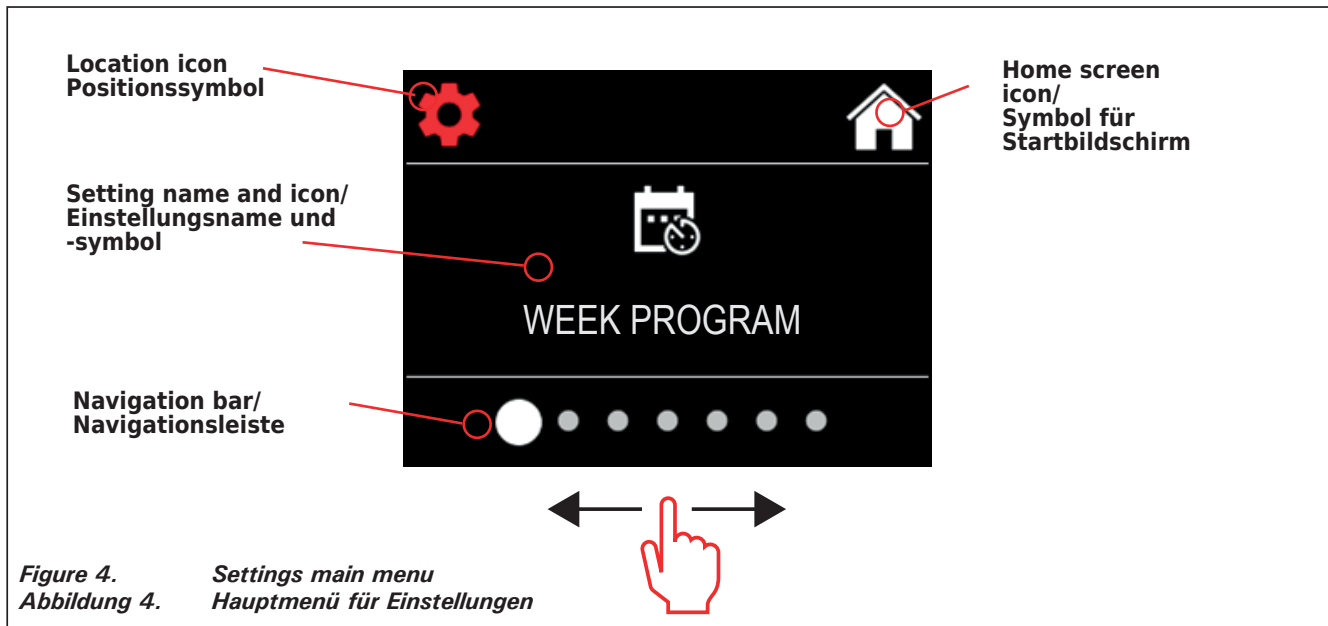 Location icon
Positionssymbol
Home screen
icon/
Symbol für
Startbildschirm
Setting name and icon/
Einstellungsname und
-symbol
WEEK PROGRAM
Navigation bar/
Navigationsleiste
Figure 4. Settings main menu
Abbildung 4. Hauptmenü für Einstellungen